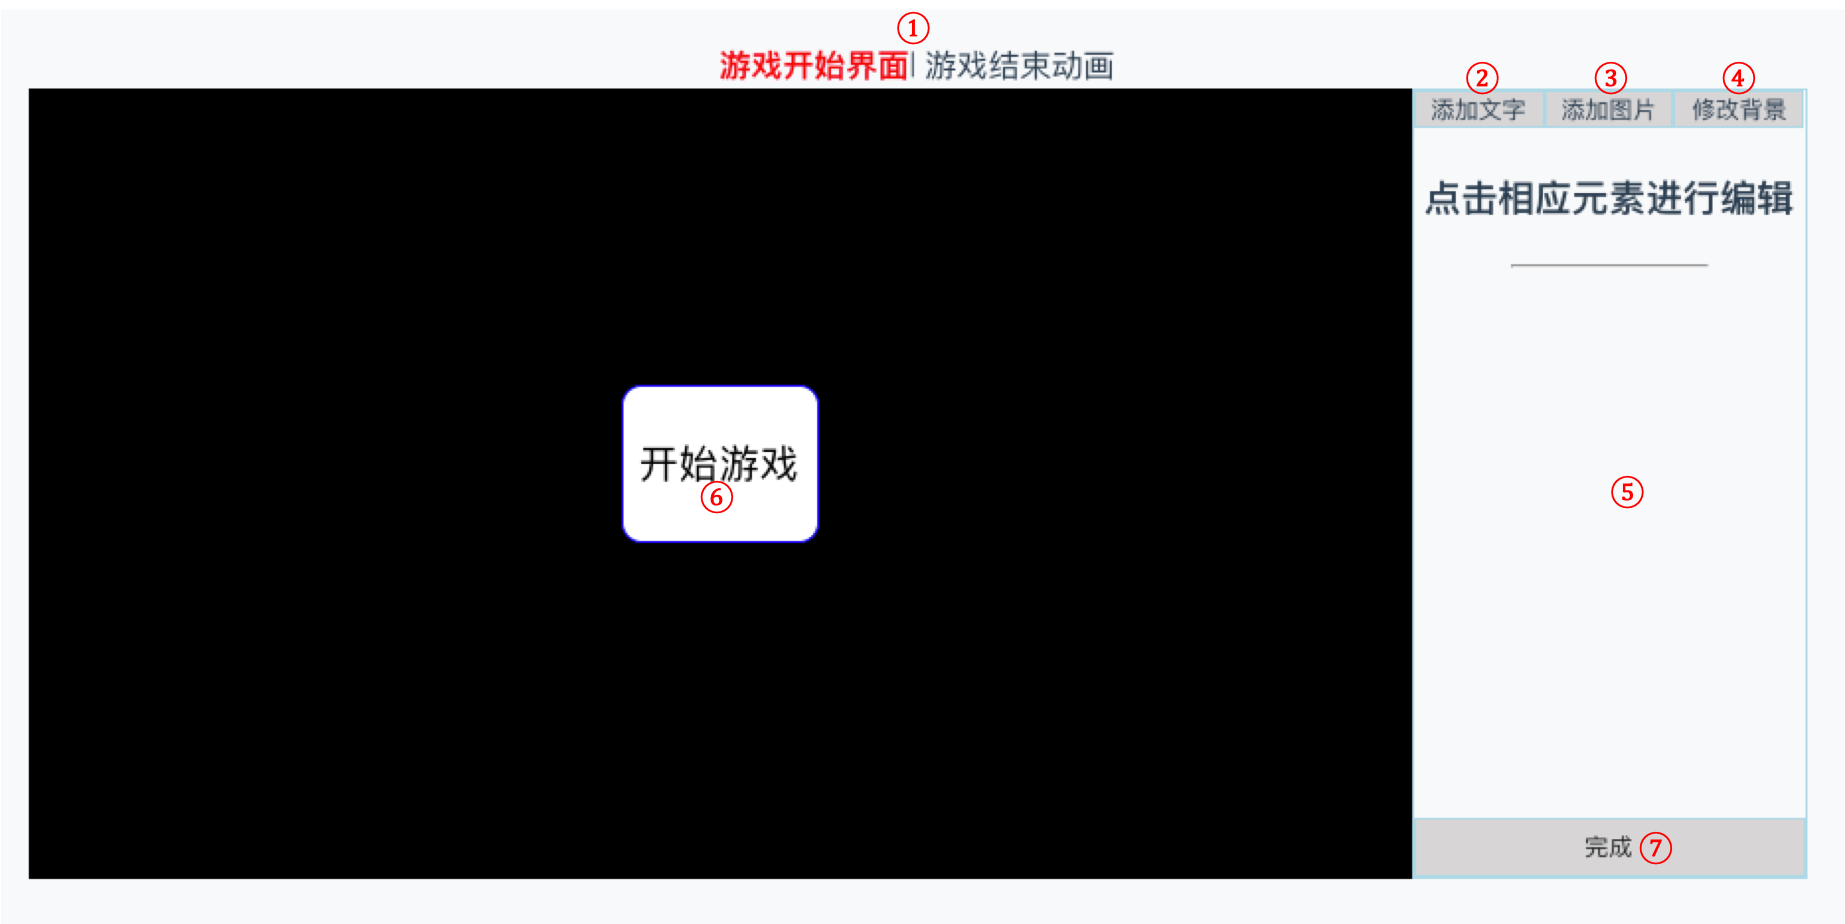 ①
游戏开始界面| 游戏结束动画
② ③ ④
添加文字 添加图片 修改背景
点击相应元素进行编辑
开始游戏
⑥
⑤
完成 ⑦